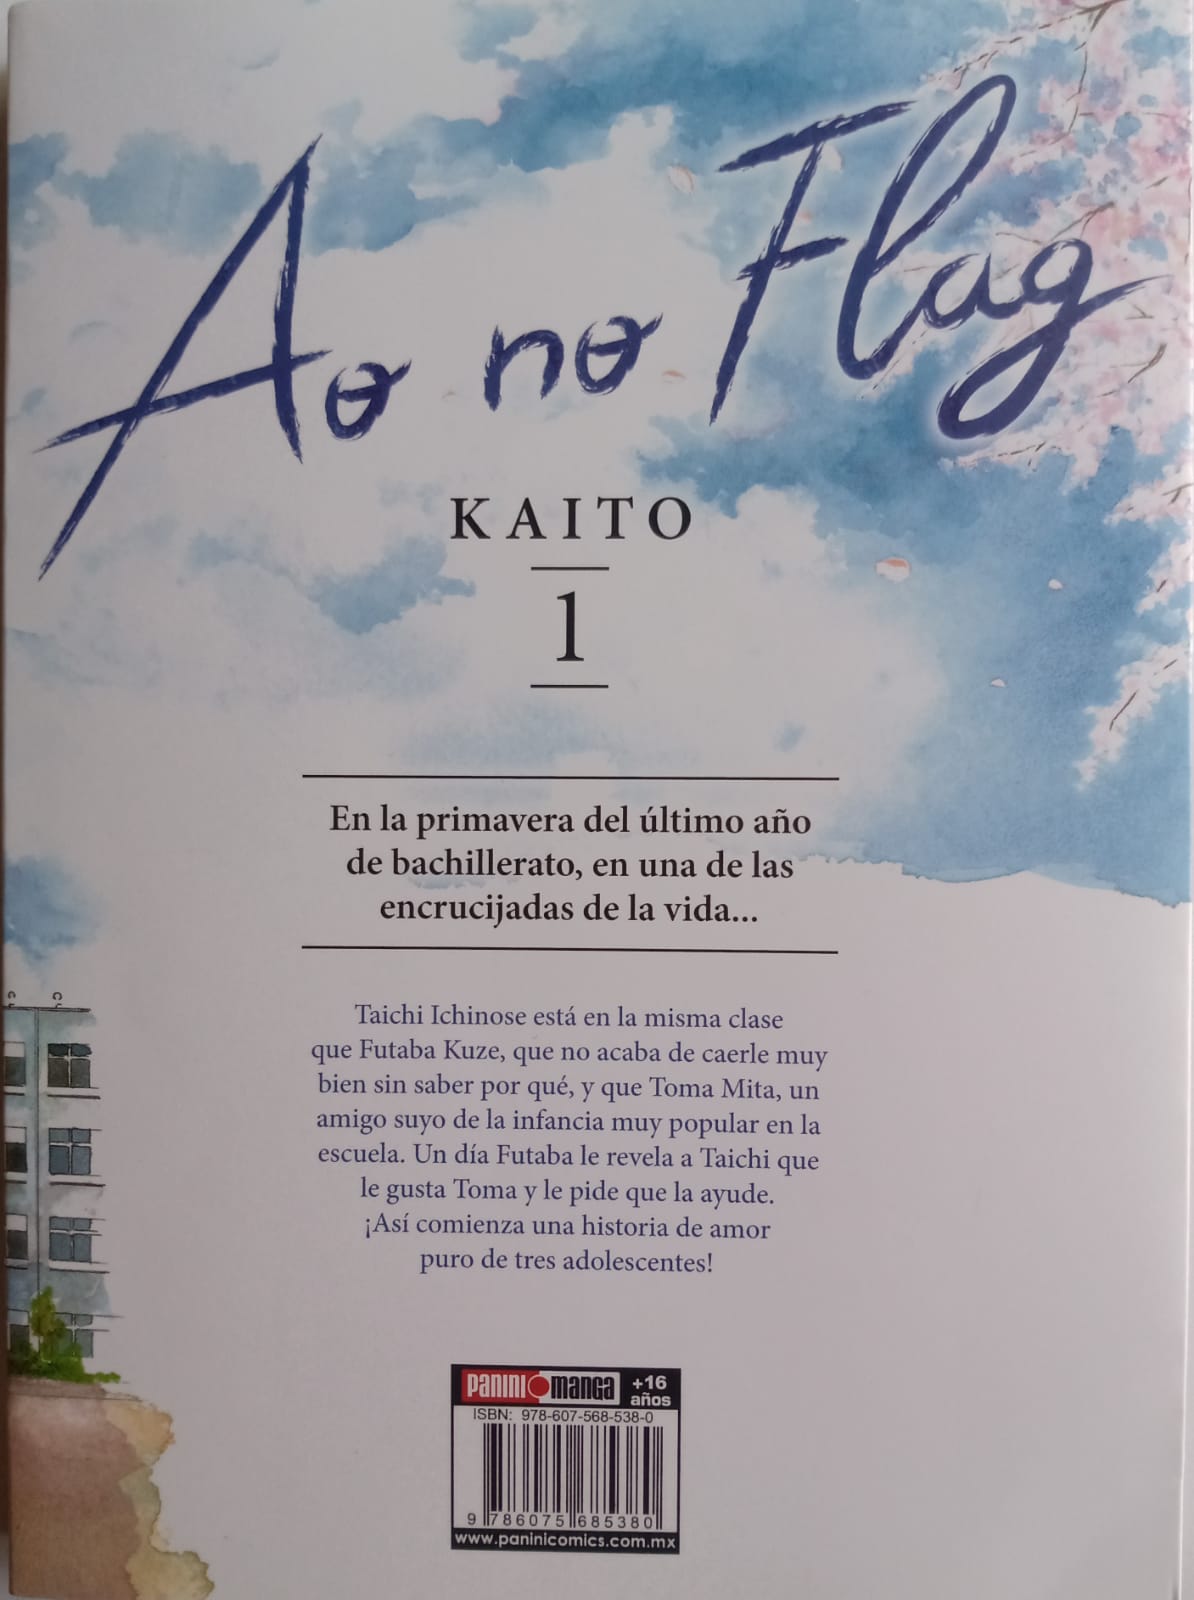 Ao no Flag
KAITO
1
En la primavera del último año
de bachillerato, en una de las
encrucijadas de la vida...
Taichi Ichinose está en la misma clase
que Futaba Kuze, que no acaba de caerle muy
bien sin saber por qué, y que Toma Mita, un
amigo suyo de la infancia muy popular en la
escuela. Un día Futaba le revela a Taichi que
le gusta Toma y le pide que la ayude.
¡Así comienza una historia de amor
puro de tres adolescentes!
PANINI MANGA +16 años
ISBN: 978-607-568-538-0
9 786075 685380
www.paninicomics.com.mx